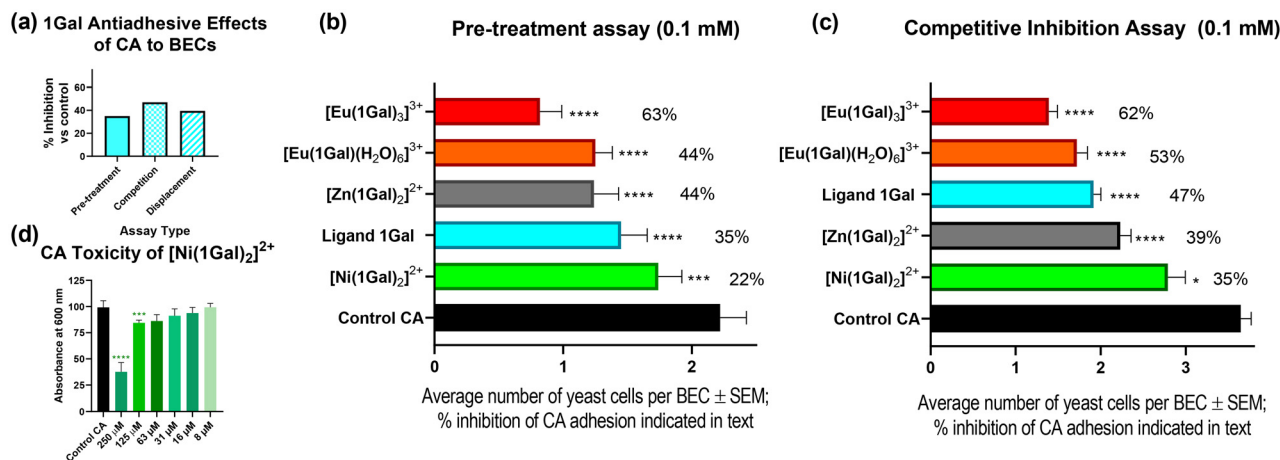 (a) 1Gal Antiadhesive Effects
of CA to BECs
% Inhibition
vs control
60
40
20
0
Pre-treatment
Competition
Displacement
Assay Type
(d) CA Toxicity of [Ni(1Gal)₂]²⁺
Absorbance at 600 nm
125
100
75
50
25
0
****
***
Control CA
250 µM
125 µM
63 µM
31 µM
16 µM
8 µM
(b) Pre-treatment assay (0.1 mM)
[Eu(1Gal)₃]³⁺ **** 63%
[Eu(1Gal)(H₂O)₆]³⁺ **** 44%
[Zn(1Gal)₂]²⁺ **** 44%
Ligand 1Gal **** 35%
[Ni(1Gal)₂]²⁺ *** 22%
Control CA
0 1 2
Average number of yeast cells per BEC ± SEM;
% inhibition of CA adhesion indicated in text
(c) Competitive Inhibition Assay (0.1 mM)
[Eu(1Gal)₃]³⁺ **** 62%
[Eu(1Gal)(H₂O)₆]³⁺ **** 53%
Ligand 1Gal **** 47%
[Zn(1Gal)₂]²⁺ **** 39%
[Ni(1Gal)₂]²⁺ * 35%
Control CA
0 1 2 3
Average number of yeast cells per BEC ± SEM;
% inhibition of CA adhesion indicated in text